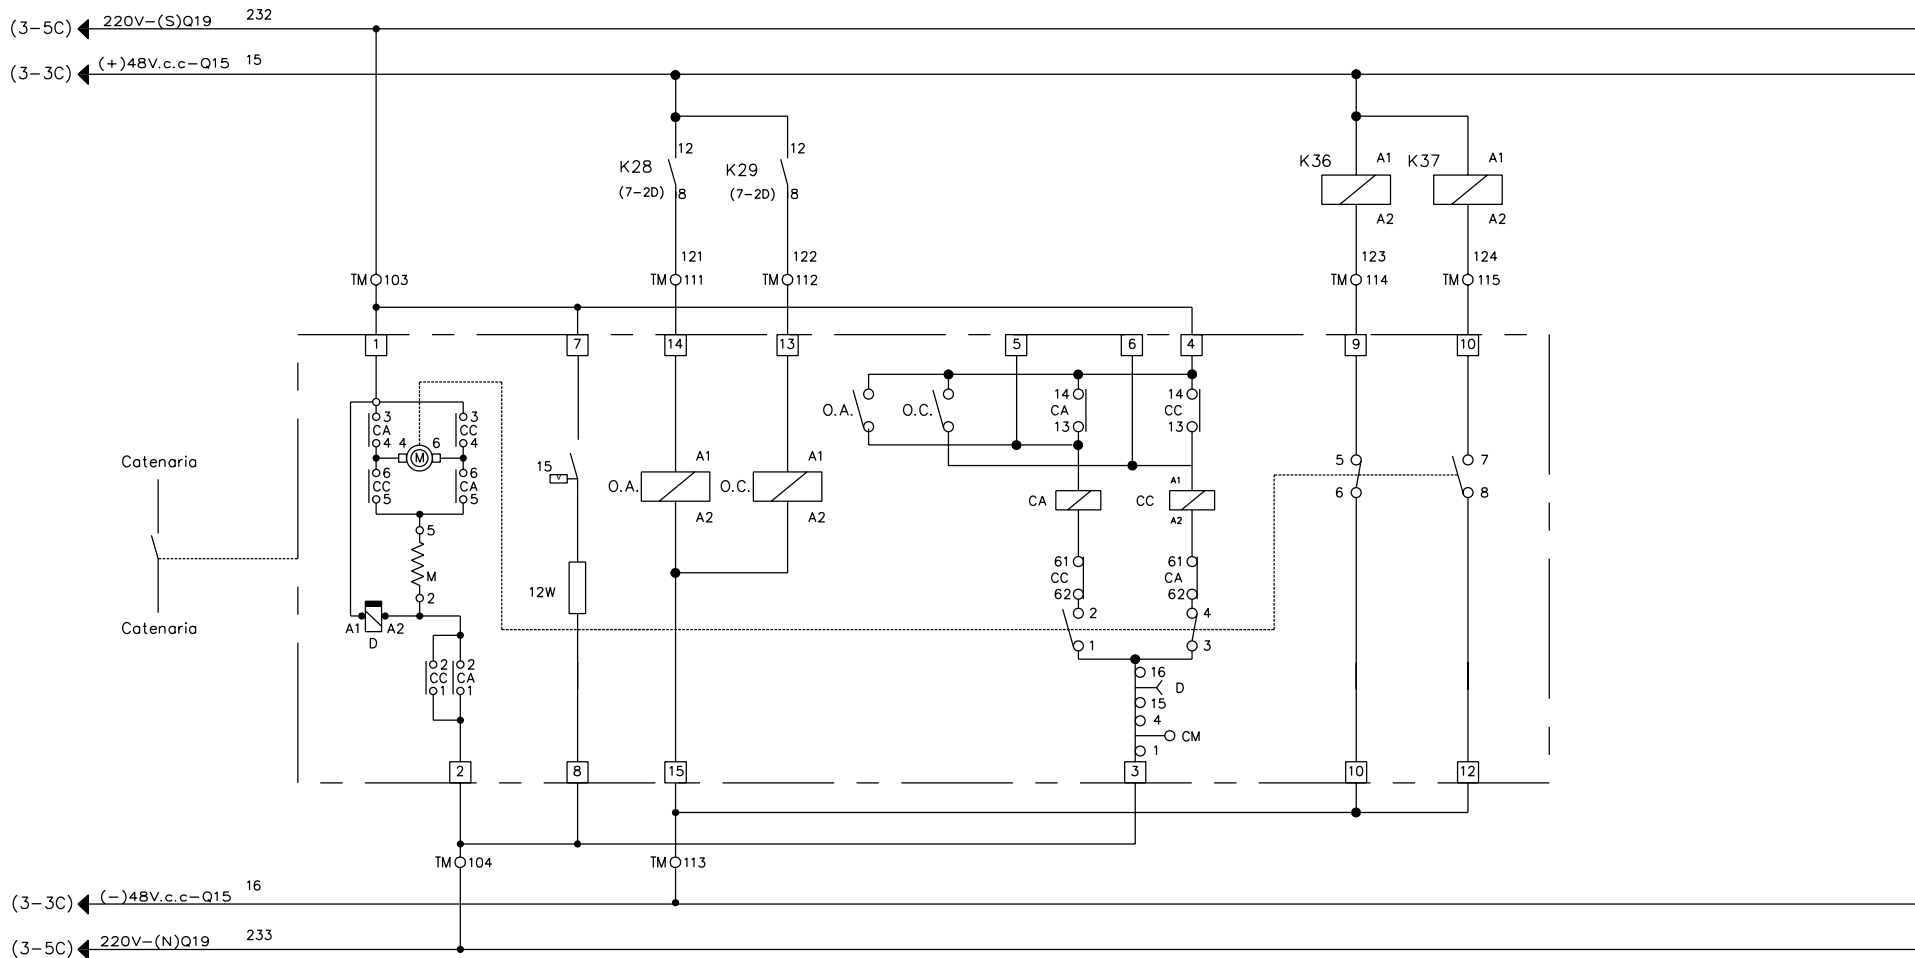 (3-5C) 220V-(S)Q19 232
(3-3C) (+)48V.c.c-Q15 15
12 12
K28 K29
(7-2D) 8 (7-2D) 8
K36 A1 K37 A1
A2 A2
121 122 123 124
TM 103 TM 111 TM 112 TM 114 TM 115
1 7 14 13 5 6 4 9 10
3 3
CA CC
4 4 4 6
M
6 6
CC CA
5 5
5
M
2
A1 A2
D
2 2
CC CA
1 1
15
12W
O.A. A1 O.C. A1
A2 A2
O.A. O.C. 14 14
CA CC
13 13
CA CC A1
A2
61 61
CC CA
62 62
2 4
1 3
16
D
15
4
CM
1
5 7
6 8
Catenaria
Catenaria
2 8 15 3 10 12
TM 104 TM 113
(3-3C) (-)48V.c.c-Q15 16
(3-5C) 220V-(N)Q19 233